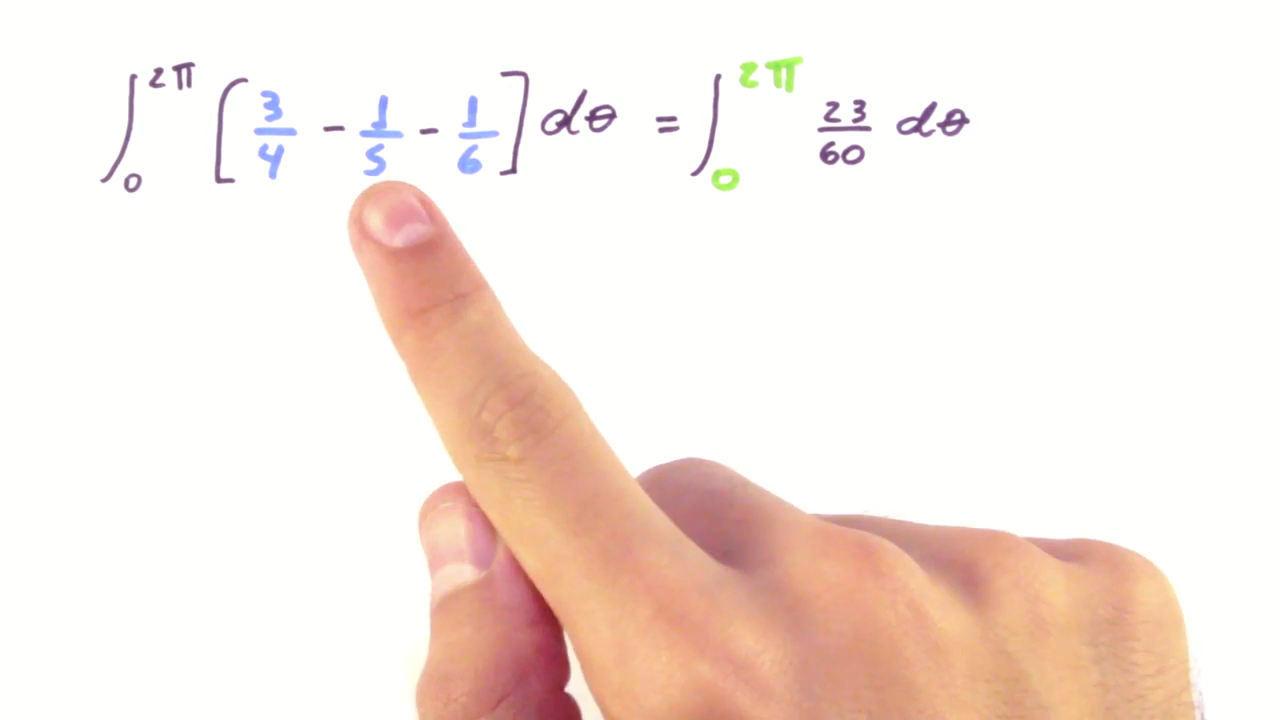 ∫₀^2π [3/4 - 1/5 - 1/6] dθ = ∫₀^2π 23/60 dθ